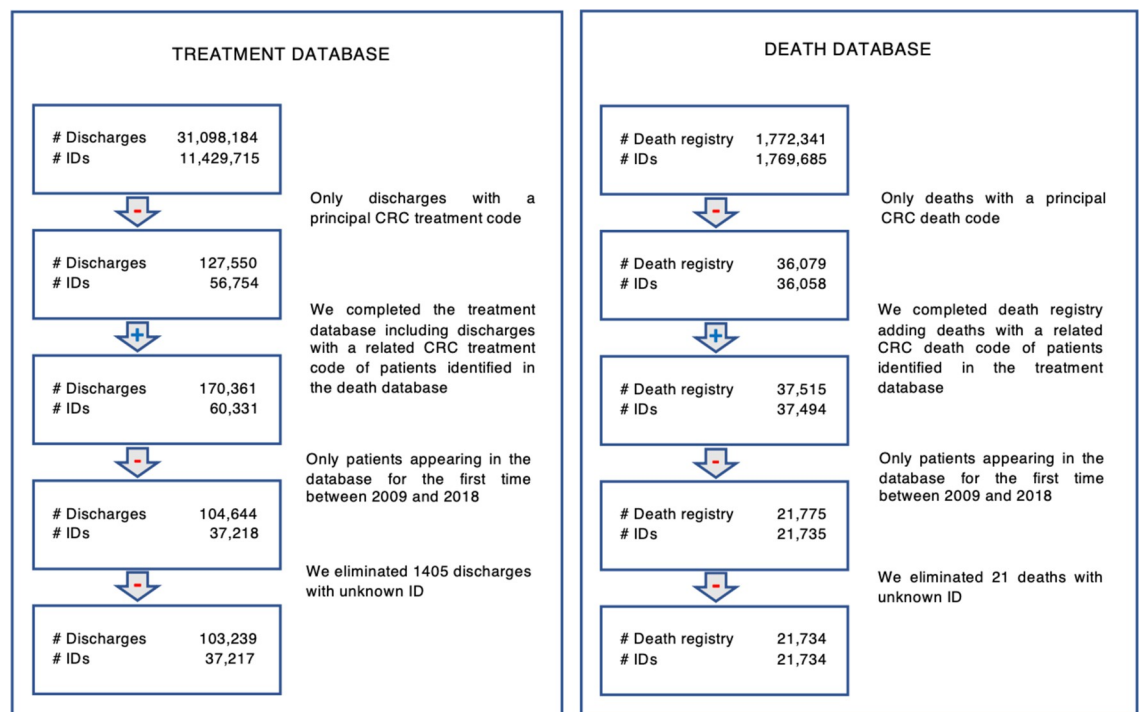 TREATMENT DATABASE
# Discharges 31,098,184
# IDs 11,429,715
-
Only discharges with a
principal CRC treatment code
# Discharges 127,550
# IDs 56,754
+
We completed the treatment
database including discharges
with a related CRC treatment
code of patients identified in
the death database
# Discharges 170,361
# IDs 60,331
-
Only patients appearing in the
database for the first time
between 2009 and 2018
# Discharges 104,644
# IDs 37,218
-
We eliminated 1405 discharges
with unknown ID
# Discharges 103,239
# IDs 37,217
DEATH DATABASE
# Death registry 1,772,341
# IDs 1,769,685
-
Only deaths with a principal
CRC death code
# Death registry 36,079
# IDs 36,058
+
We completed death registry
adding deaths with a related
CRC death code of patients
identified in the treatment
database
# Death registry 37,515
# IDs 37,494
-
Only patients appearing in the
database for the first time
between 2009 and 2018
# Death registry 21,775
# IDs 21,735
-
We eliminated 21 deaths with
unknown ID
# Death registry 21,734
# IDs 21,734